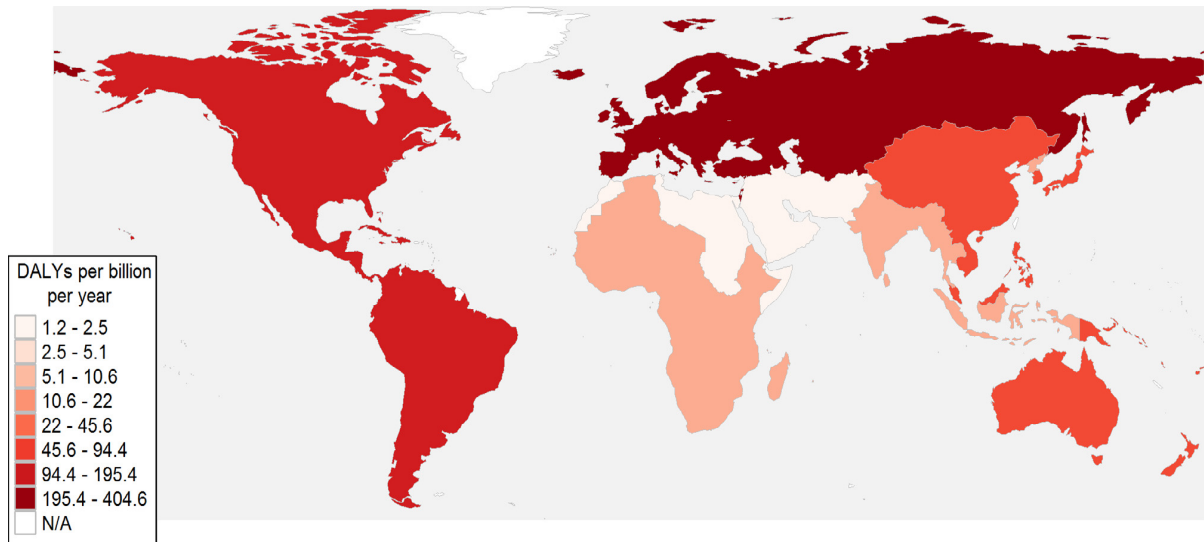 DALYs per billion
per year
1.2 - 2.5
2.5 - 5.1
5.1 - 10.6
10.6 - 22
22 - 45.6
45.6 - 94.4
94.4 - 195.4
195.4 - 404.6
N/A